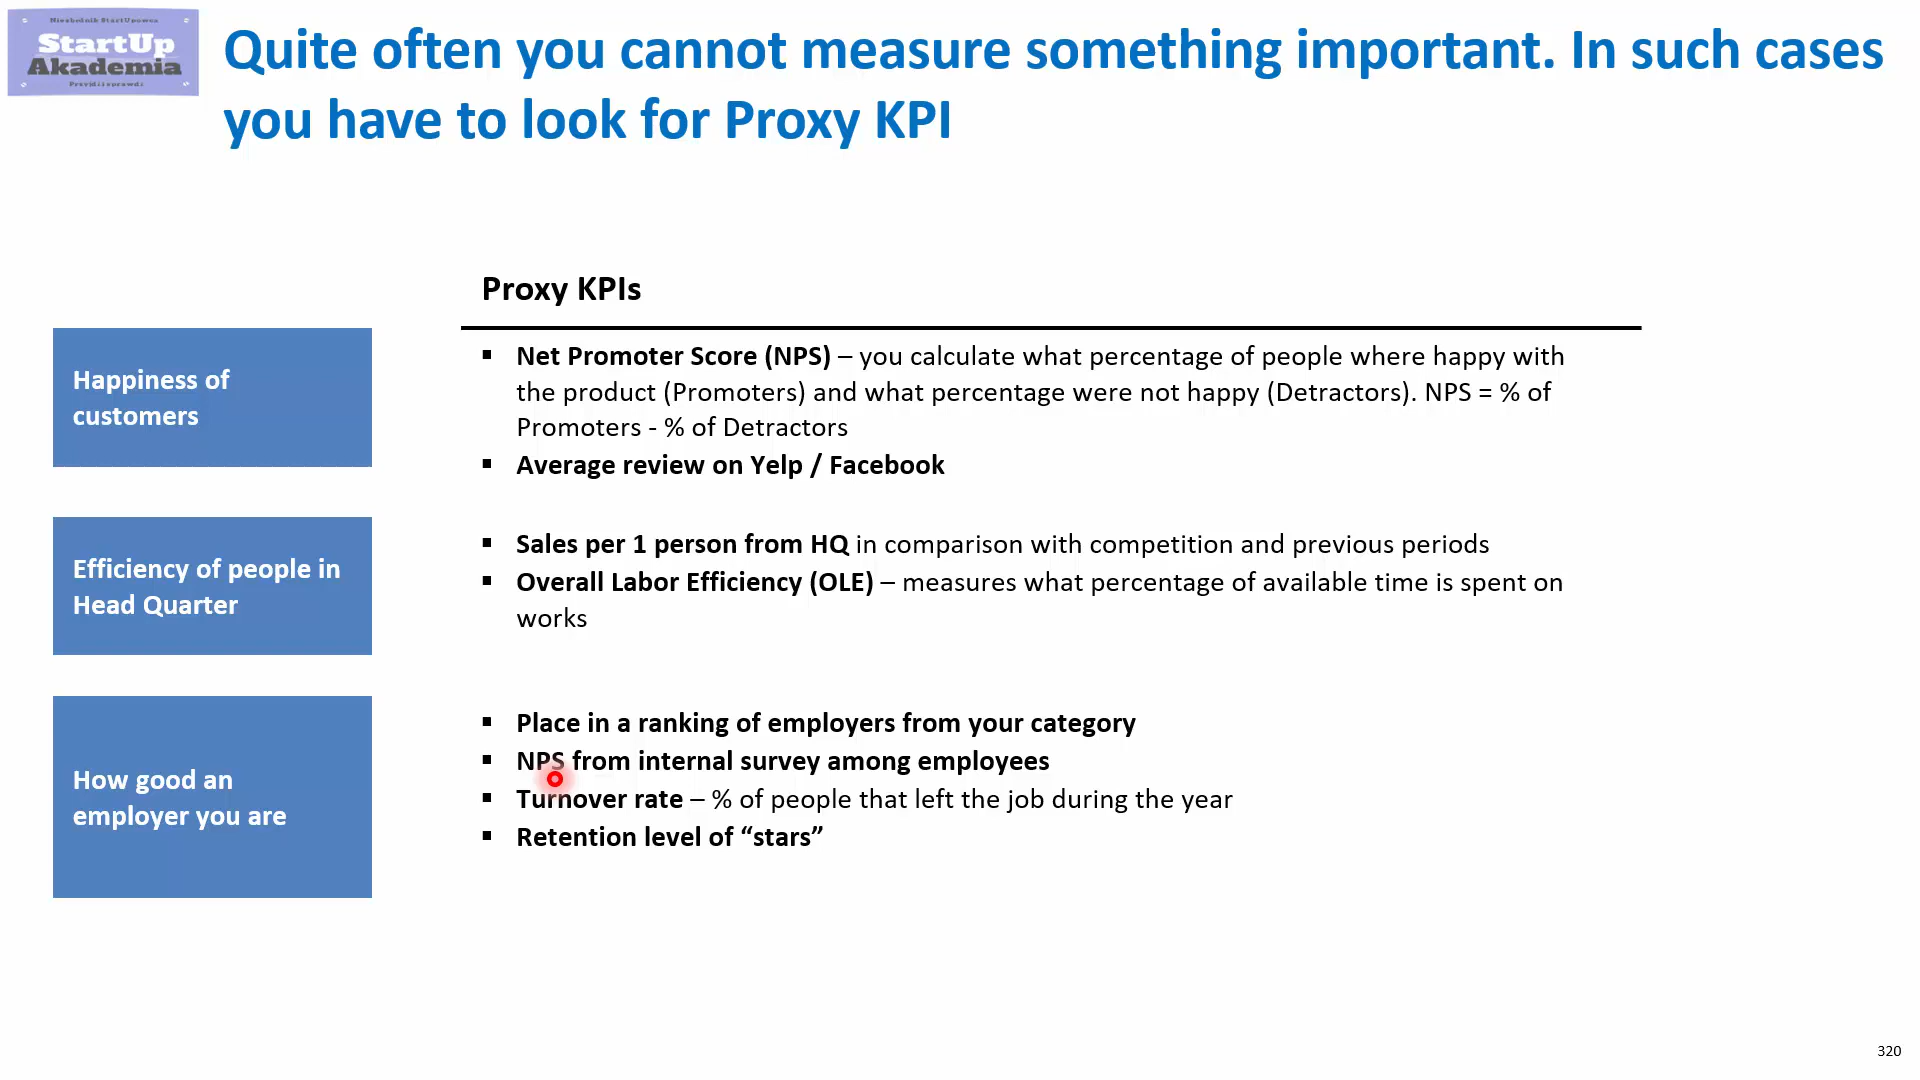 StartUp
Akademia
Quite often you cannot measure something important. In such cases
you have to look for Proxy KPI
Proxy KPIs
Happiness of
customers
▪ Net Promoter Score (NPS) – you calculate what percentage of people where happy with
the product (Promoters) and what percentage were not happy (Detractors). NPS = % of
Promoters - % of Detractors
▪ Average review on Yelp / Facebook
Efficiency of people in
Head Quarter
▪ Sales per 1 person from HQ in comparison with competition and previous periods
▪ Overall Labor Efficiency (OLE) – measures what percentage of available time is spent on
works
How good an
employer you are
▪ Place in a ranking of employers from your category
▪ NPS from internal survey among employees
▪ Turnover rate – % of people that left the job during the year
▪ Retention level of “stars”
320